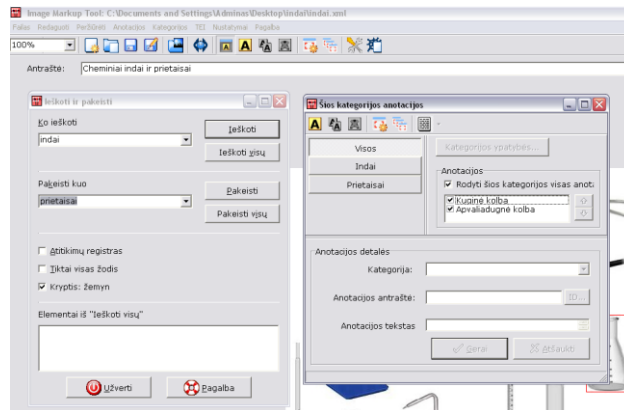 Image Markup Tool: C:\Documents and Settings\Adminas\Desktop\indai\indai.xml
Failas Redaguoti Peržiūrėti Anotacijos Kategorijos TEI Nustatymai Pagalba
100%
Antraštė: Cheminiai indai ir prietaisai
Ieškoti ir pakeisti
Ko ieškoti
indai
Ieškoti
Ieškoti visų
Pakeisti kuo
prietaisai
Pakeisti
Pakeisti visų
Atitikimų registras
Tiktai visas žodis
Kryptis: žemyn
Elementai iš "Ieškoti visų"
Užverti
Pagalba
Šios kategorijos anotacijos
Visos
Indai
Prietaisai
Kategorijos ypatybės...
Anotacijos
Rodyti šios kategorijos visas anot:
Kūginė kolba
Apvaliadugnė kolba
Anotacijos detalės
Kategorija:
Anotacijos antraštė:
ID...
Anotacijos tekstas
Gerai
Atšaukti